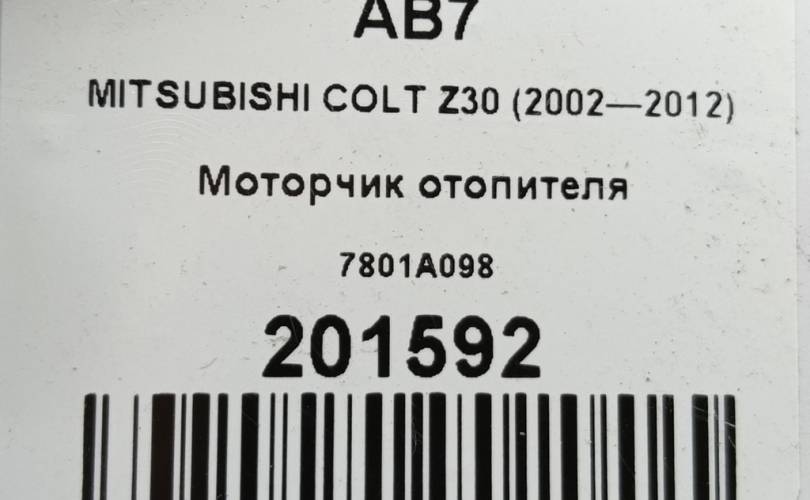 AB7
MITSUBISHI COLT Z30 (2002—2012)
Моторчик отопителя
7801A098
201592